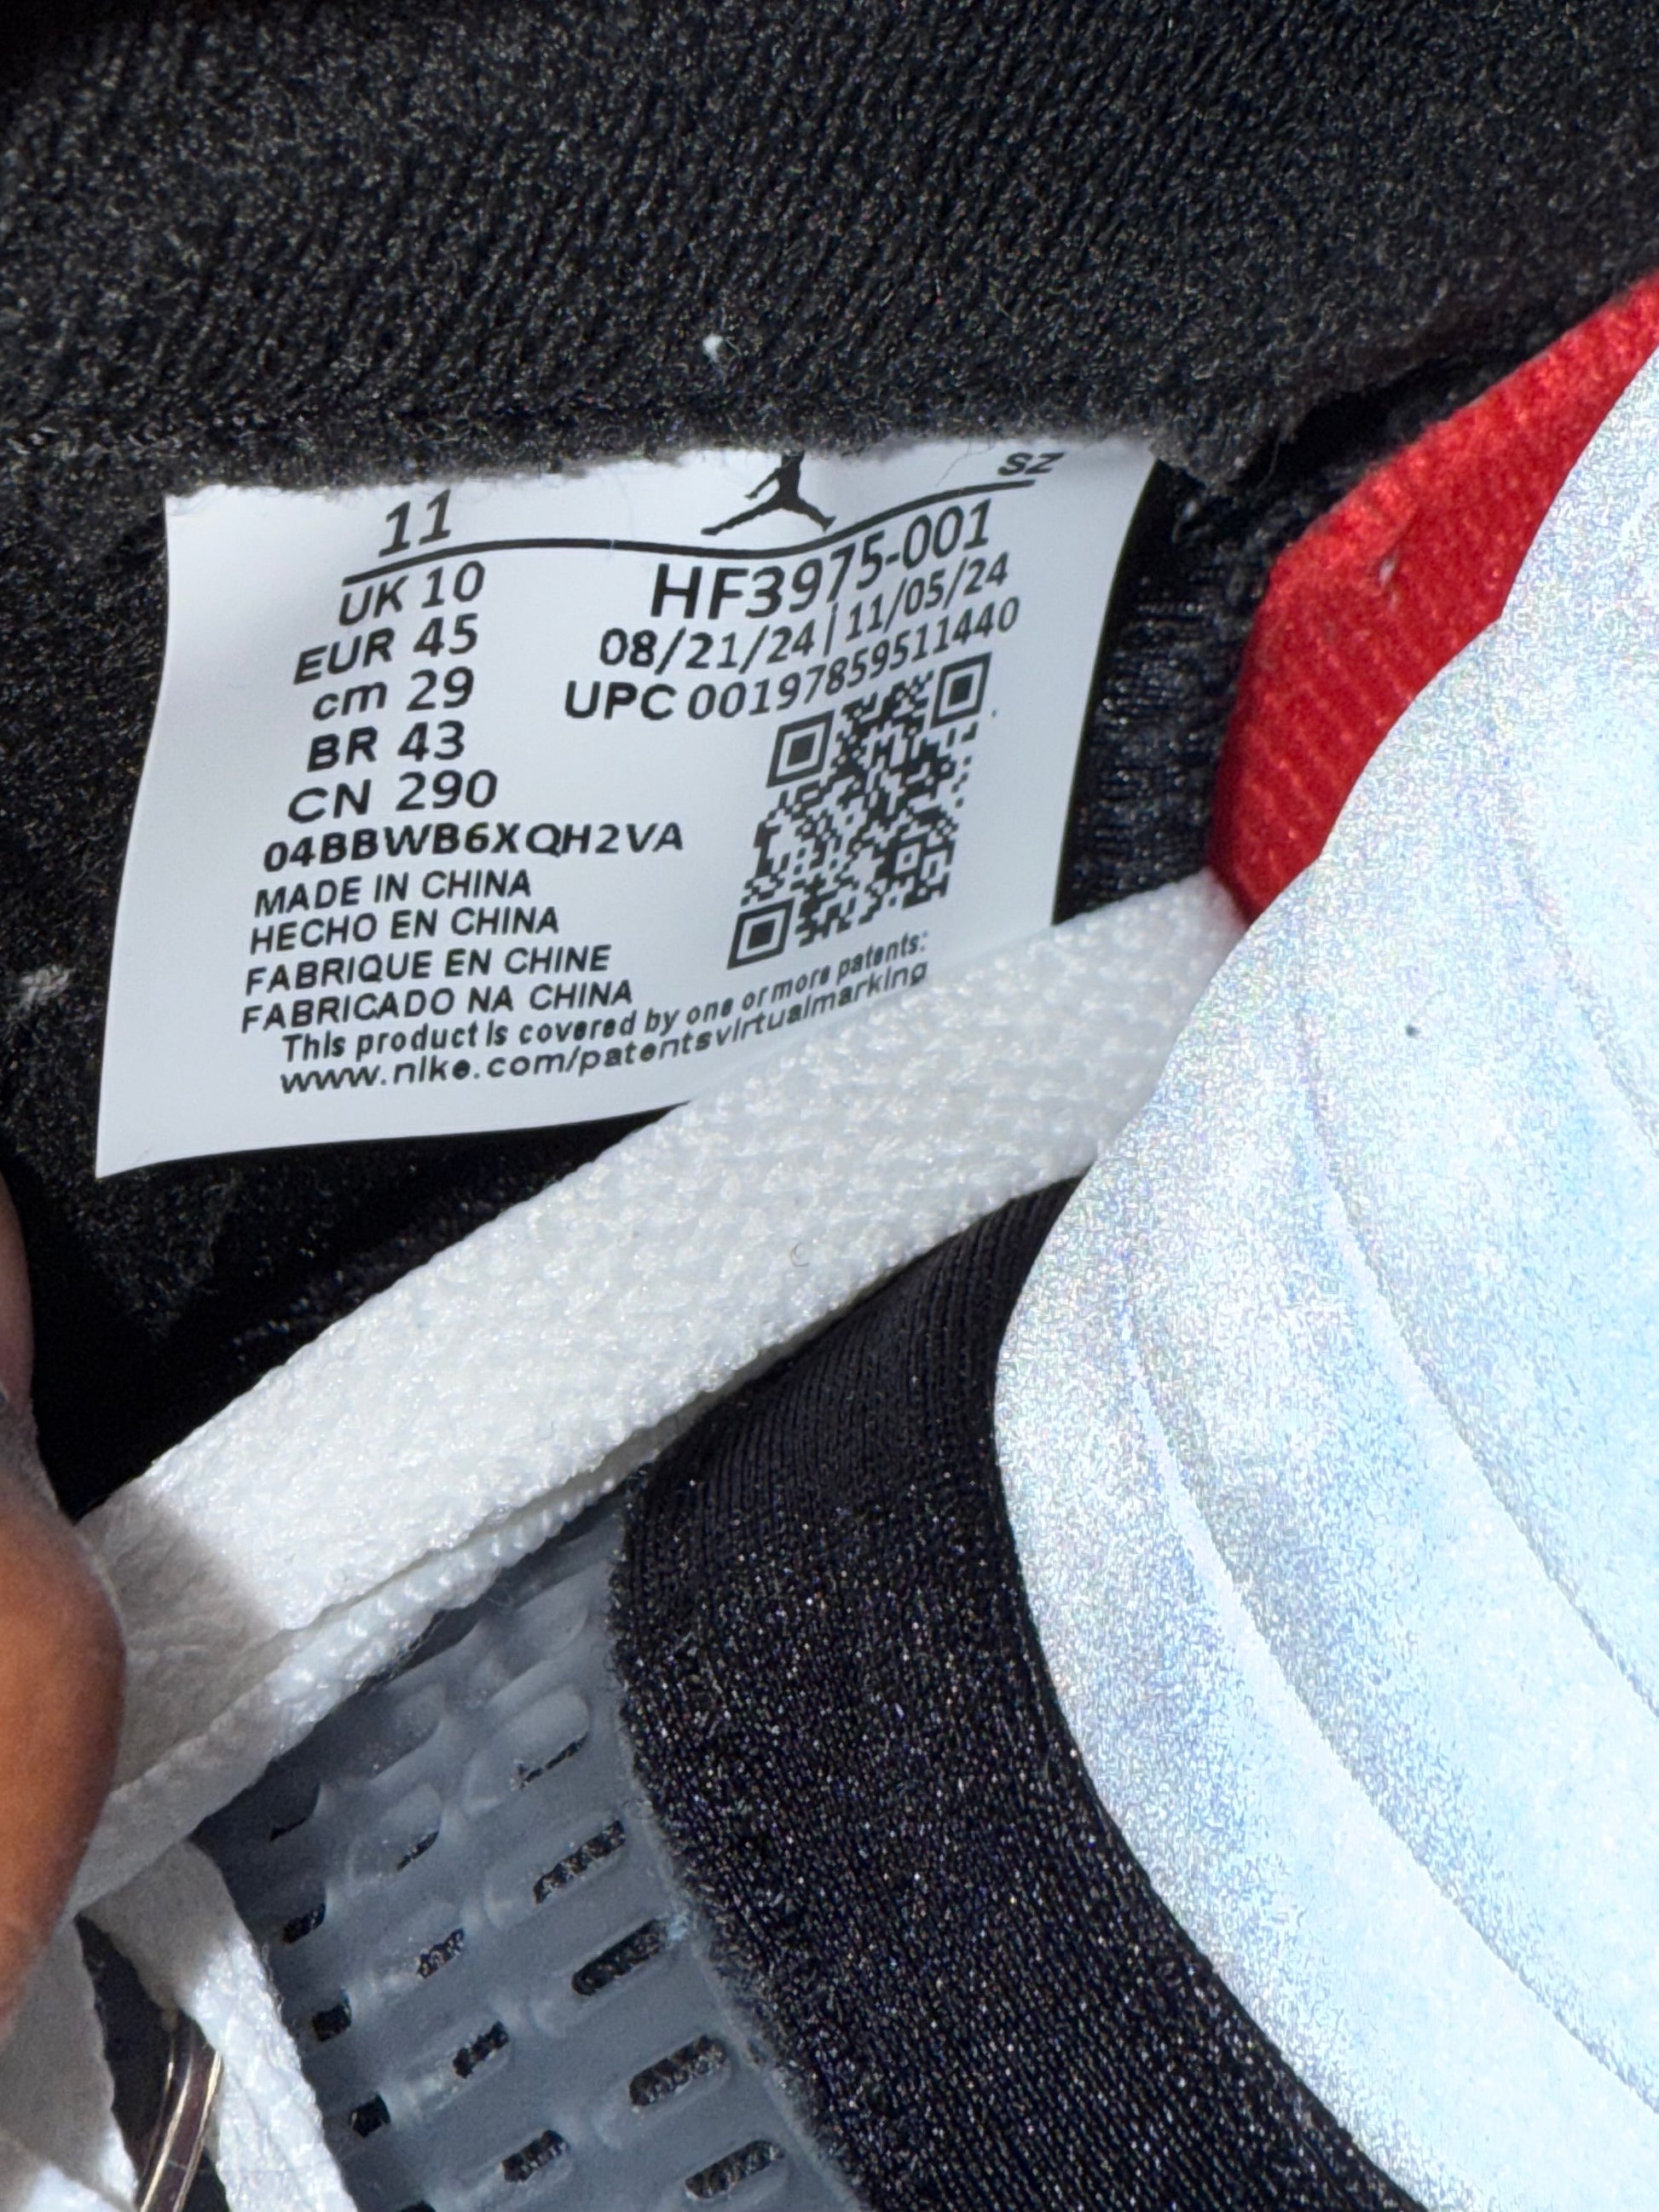 11
SZ
UK 10
EUR 45
cm 29
BR 43
CN 290
HF3975-001
08/21/24 | 11/05/24
UPC 00197859511440
04BBWB6XQH2VA
MADE IN CHINA
HECHO EN CHINA
FABRIQUE EN CHINE
FABRICADO NA CHINA
This product is covered by one or more patents:
www.nike.com/patentsvirtualmarking